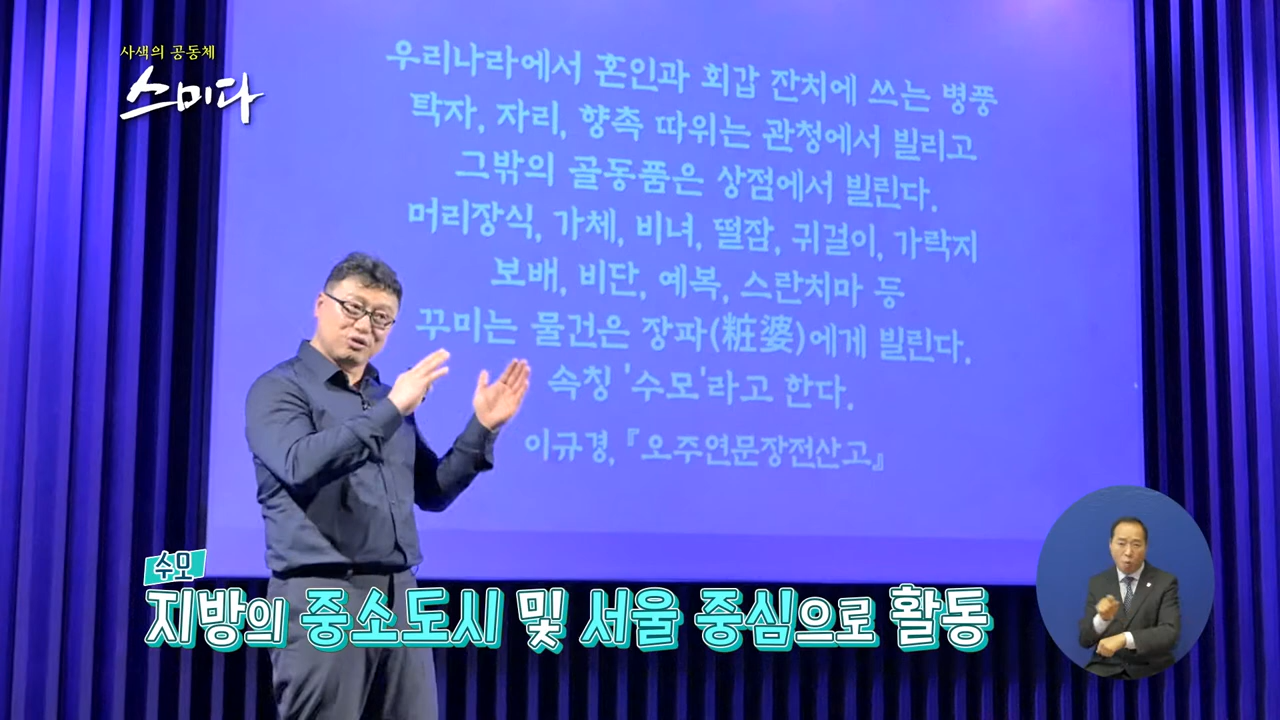 사색의 공동체
스미다
우리나라에서 혼인과 회갑 잔치에 쓰는 병풍
탁자, 자리, 향촉 따위는 관청에서 빌리고
그밖의 골동품은 상점에서 빌린다.
머리장식, 가체, 비녀, 떨잠, 귀걸이, 가락지
보배, 비단, 예복, 스란치마 등
꾸미는 물건은 장파(粧婆)에게 빌린다.
속칭 '수모'라고 한다.
이규경, 『오주연문장전산고』
수모
지방의 중소도시 및 서울 중심으로 활동